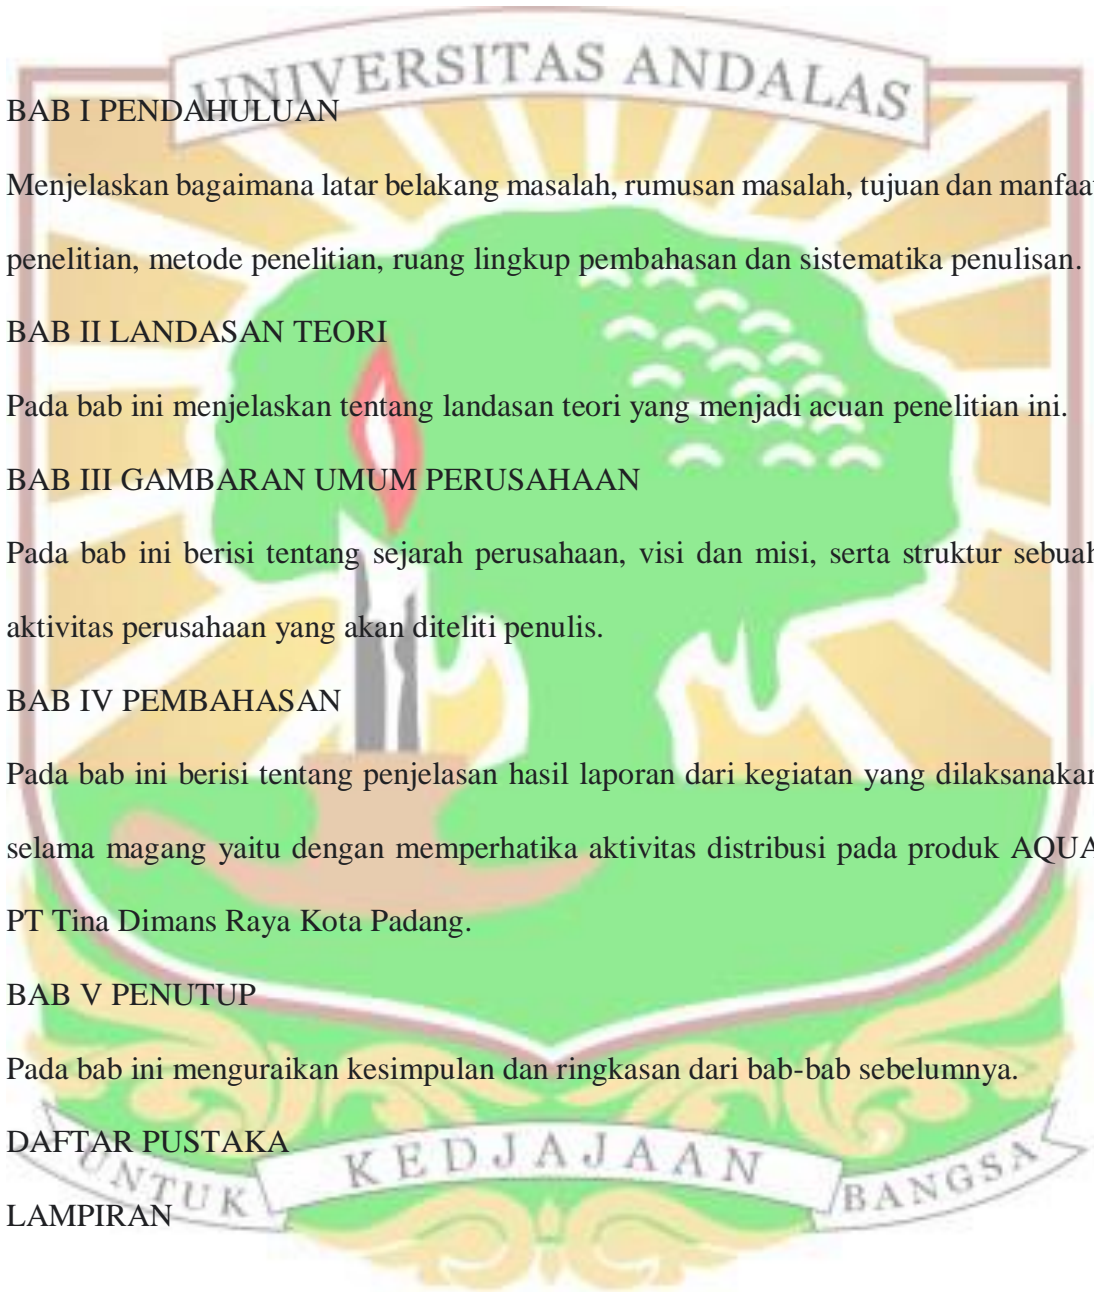 UNIVERSITAS ANDALAS
BAB I PENDAHULUAN
Menjelaskan bagaimana latar belakang masalah, rumusan masalah, tujuan dan manfaat
penelitian, metode penelitian, ruang lingkup pembahasan dan sistematika penulisan.
BAB II LANDASAN TEORI
Pada bab ini menjelaskan tentang landasan teori yang menjadi acuan penelitian ini.
BAB III GAMBARAN UMUM PERUSAHAAN
Pada bab ini berisi tentang sejarah perusahaan, visi dan misi, serta struktur sebuah
aktivitas perusahaan yang akan diteliti penulis.
BAB IV PEMBAHASAN
Pada bab ini berisi tentang penjelasan hasil laporan dari kegiatan yang dilaksanakan
selama magang yaitu dengan memperhatika aktivitas distribusi pada produk AQUA
PT Tina Dimans Raya Kota Padang.
BAB V PENUTUP
Pada bab ini menguraikan kesimpulan dan ringkasan dari bab-bab sebelumnya.
DAFTAR PUSTAKA
UNTUK KEDJAJAAN BANGSA
LAMPIRAN